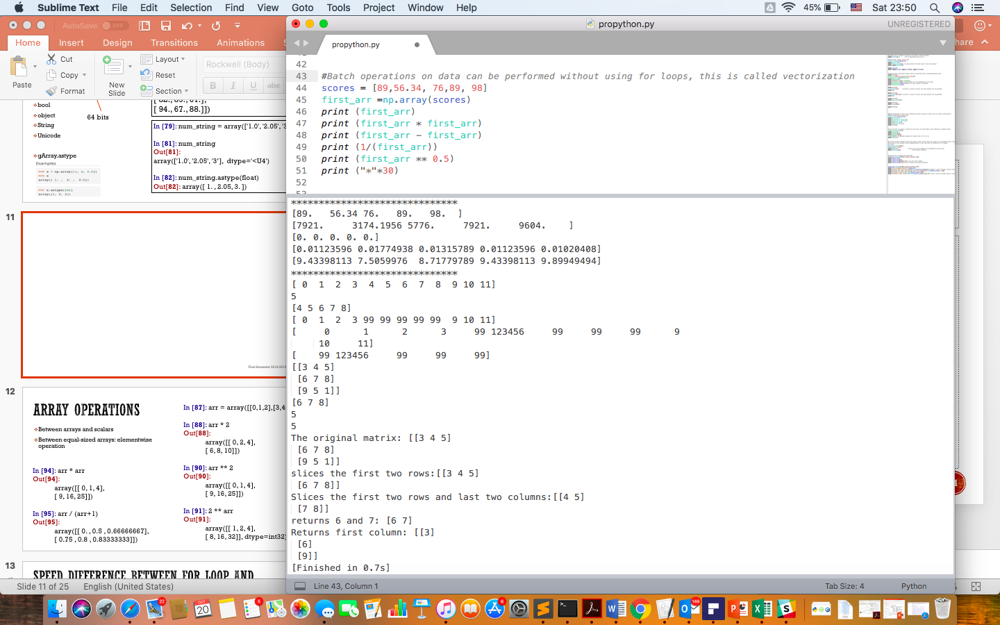 Sublime Text File Edit Selection Find View Goto Tools Project Window Help 45% Sat 23:50
AutoSave OFF
Home Insert Design Transitions Animations
Cut
Copy
Format
Paste
New
Slide
Layout
Reset
Section
Rockwell (Body)
B I U abc
hare
bool
object
String
Unicode
64 bits
gArray.astype
Examples
[ 94., 67., 88.]])
In [79]: num_string = array(['1.0', '2.05', '3
In [81]: num_string
Out[81]:
array(['1.0', '2.05', '3'], dtype='<U4')
In [82]: num_string.astype(float)
Out[82]: array([ 1. , 2.05, 3. ])
11
12
ARRAY OPERATIONS
Between arrays and scalars
Between equal-sized arrays: elementwise
operation
In [94]: arr * arr
Out[94]:
array([[ 0, 1, 4],
[ 9, 16, 25]])
In [95]: arr / (arr+1)
Out[95]:
array([[ 0. , 0.5 , 0.66666667],
[ 0.75 , 0.8 , 0.83333333]])
In [87]: arr = array([[0,1,2],[3,4
In [88]: arr * 2
Out[88]:
array([[ 0, 2, 4],
[ 6, 8, 10]])
In [90]: arr ** 2
Out[90]:
array([[ 0, 1, 4],
[ 9, 16, 25]])
In [91]: 2 ** arr
Out[91]:
array([[ 1, 2, 4],
[ 8, 16, 32]], dtype=int32)
13
SPEED DIFFERENCE BETWEEN FOR LOOP AND
Slide 11 of 25 English (United States)
propython.py
UNREGISTERED
propython.py
42
43 #Batch operations on data can be performed without using for loops, this is called vectorization
44 scores = [89,56.34, 76,89, 98]
45 first_arr =np.array(scores)
46 print (first_arr)
47 print (first_arr * first_arr)
48 print (first_arr - first_arr)
49 print (1/(first_arr))
50 print (first_arr ** 0.5)
51 print ("*"*30)
52
53
******************************
[89.   56.34 76.   89.   98.  ]
[7921.     3174.1956 5776.     7921.     9604.    ]
[0. 0. 0. 0. 0.]
[0.01123596 0.01774938 0.01315789 0.01123596 0.01020408]
[9.43398113 7.5059976  8.71779789 9.43398113 9.89949494]
******************************
[ 0  1  2  3  4  5  6  7  8  9 10 11]
5
[4 5 6 7 8]
[ 0  1  2  3 99 99 99 99 99  9 10 11]
[     0      1      2      3     99 123456     99     99     99      9
     10     11]
[    99 123456     99     99     99]
[[3 4 5]
 [6 7 8]
 [9 5 1]]
[6 7 8]
5
5
The original matrix: [[3 4 5]
 [6 7 8]
 [9 5 1]]
slices the first two rows:[[3 4 5]
 [6 7 8]]
Slices the first two rows and last two columns:[[4 5]
 [7 8]]
returns 6 and 7: [6 7]
Returns first column: [[3]
 [6]
 [9]]
[Finished in 0.7s]
Line 43, Column 1 Tab Size: 4 Python
22
OCT
20
5
6
149